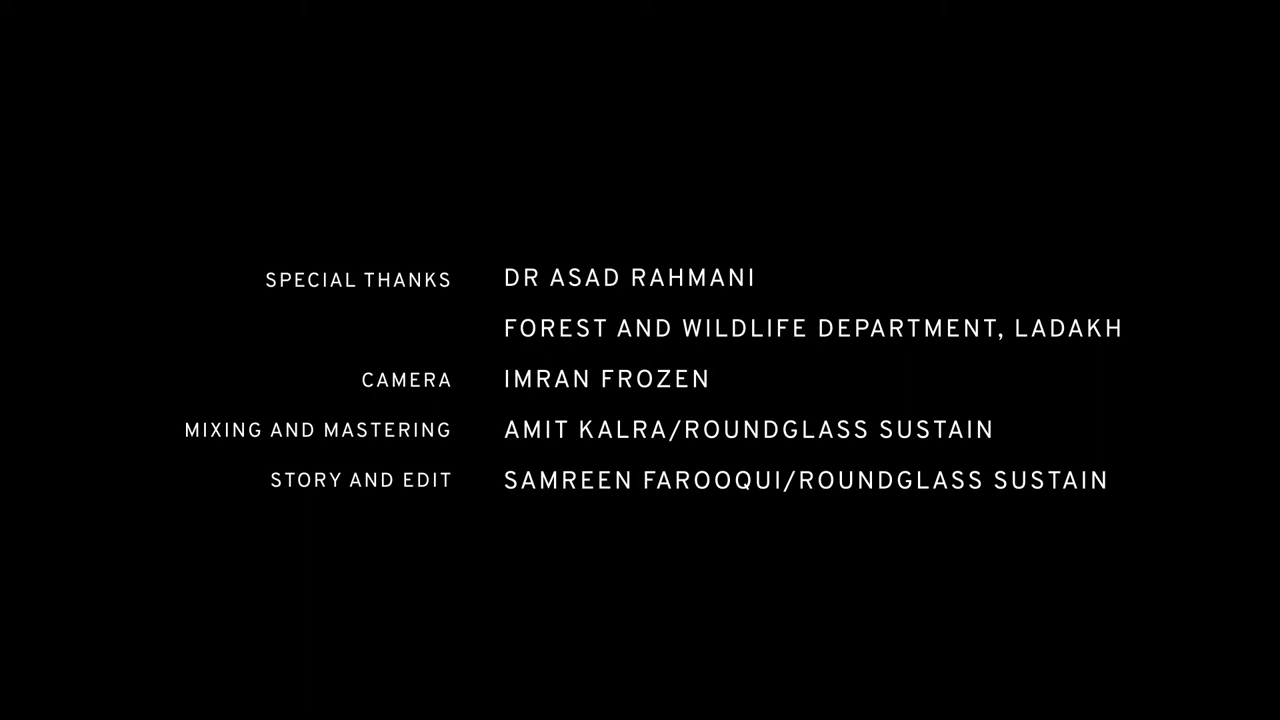 SPECIAL THANKS DR ASAD RAHMANI
FOREST AND WILDLIFE DEPARTMENT, LADAKH
CAMERA IMRAN FROZEN
MIXING AND MASTERING AMIT KALRA/ROUNDGLASS SUSTAIN
STORY AND EDIT SAMREEN FAROOQUI/ROUNDGLASS SUSTAIN